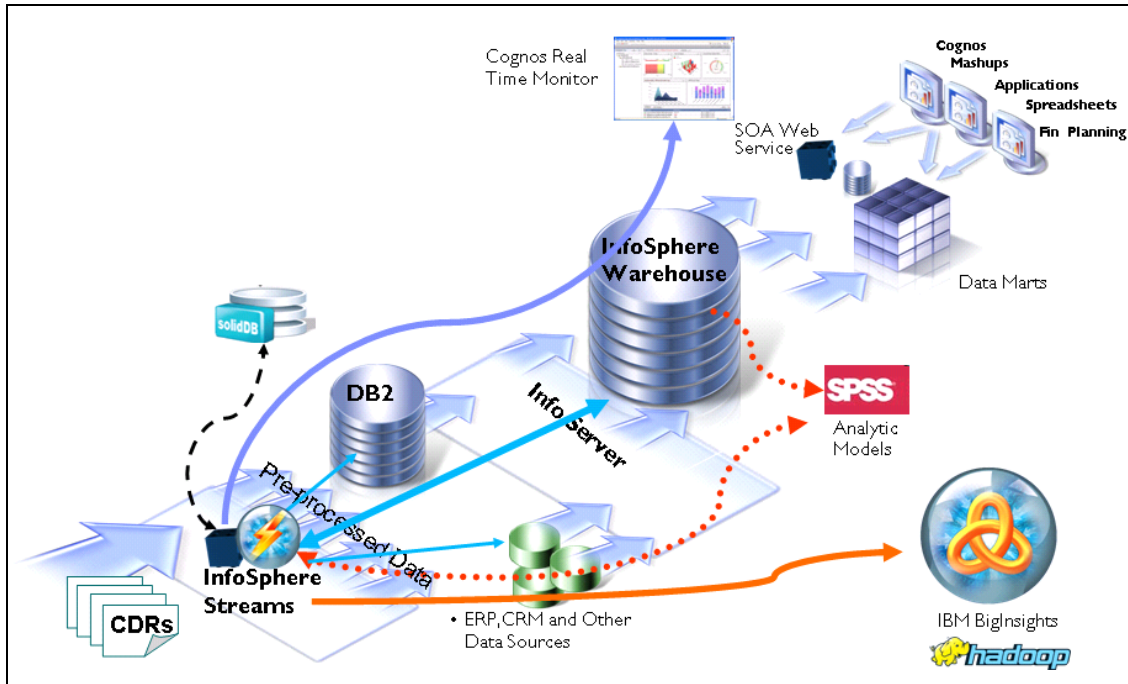 Cognos Real
Time Monitor
Cognos
Mashups
Applications
Spreadsheets
Fin Planning
SOA Web
Service
InfoSphere
Warehouse
Data Marts
solidDB
DB2
Info Server
SPSS
Analytic
Models
Pre-processed Data
InfoSphere
Streams
CDRs
• ERP,CRM and Other
Data Sources
IBM BigInsights
hadoop